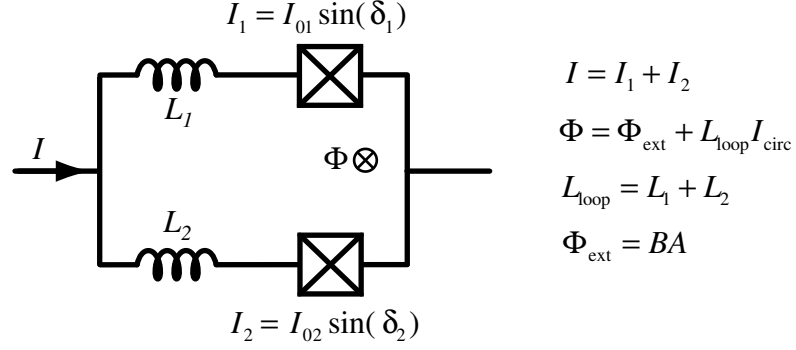 I₁ = I₀₁ sin(δ₁)
L₁
I
Φ⊗
L₂
I₂ = I₀₂ sin(δ₂)
I = I₁ + I₂
Φ = Φ_ext + L_loop I_circ
L_loop = L₁ + L₂
Φ_ext = BA